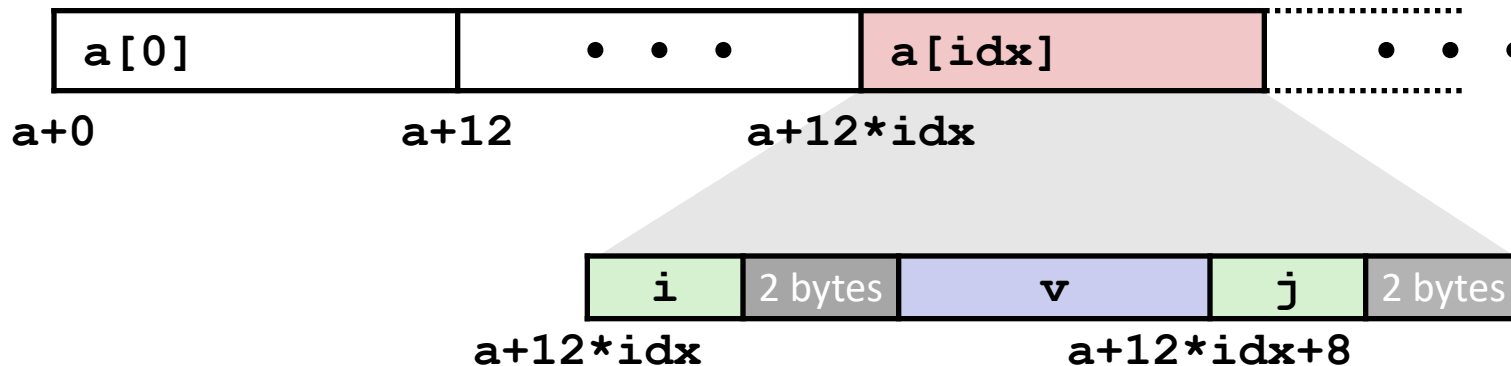 a[0] • • • a[idx] • • •
a+0 a+12 a+12*idx
i 2 bytes v j 2 bytes
a+12*idx a+12*idx+8